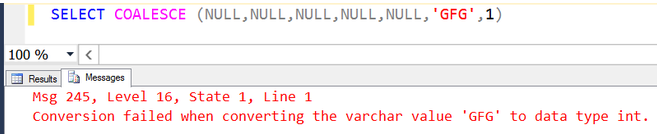 SELECT COALESCE (NULL,NULL,NULL,NULL,NULL,'GFG',1)
100 %
Results Messages
Msg 245, Level 16, State 1, Line 1
Conversion failed when converting the varchar value 'GFG' to data type int.